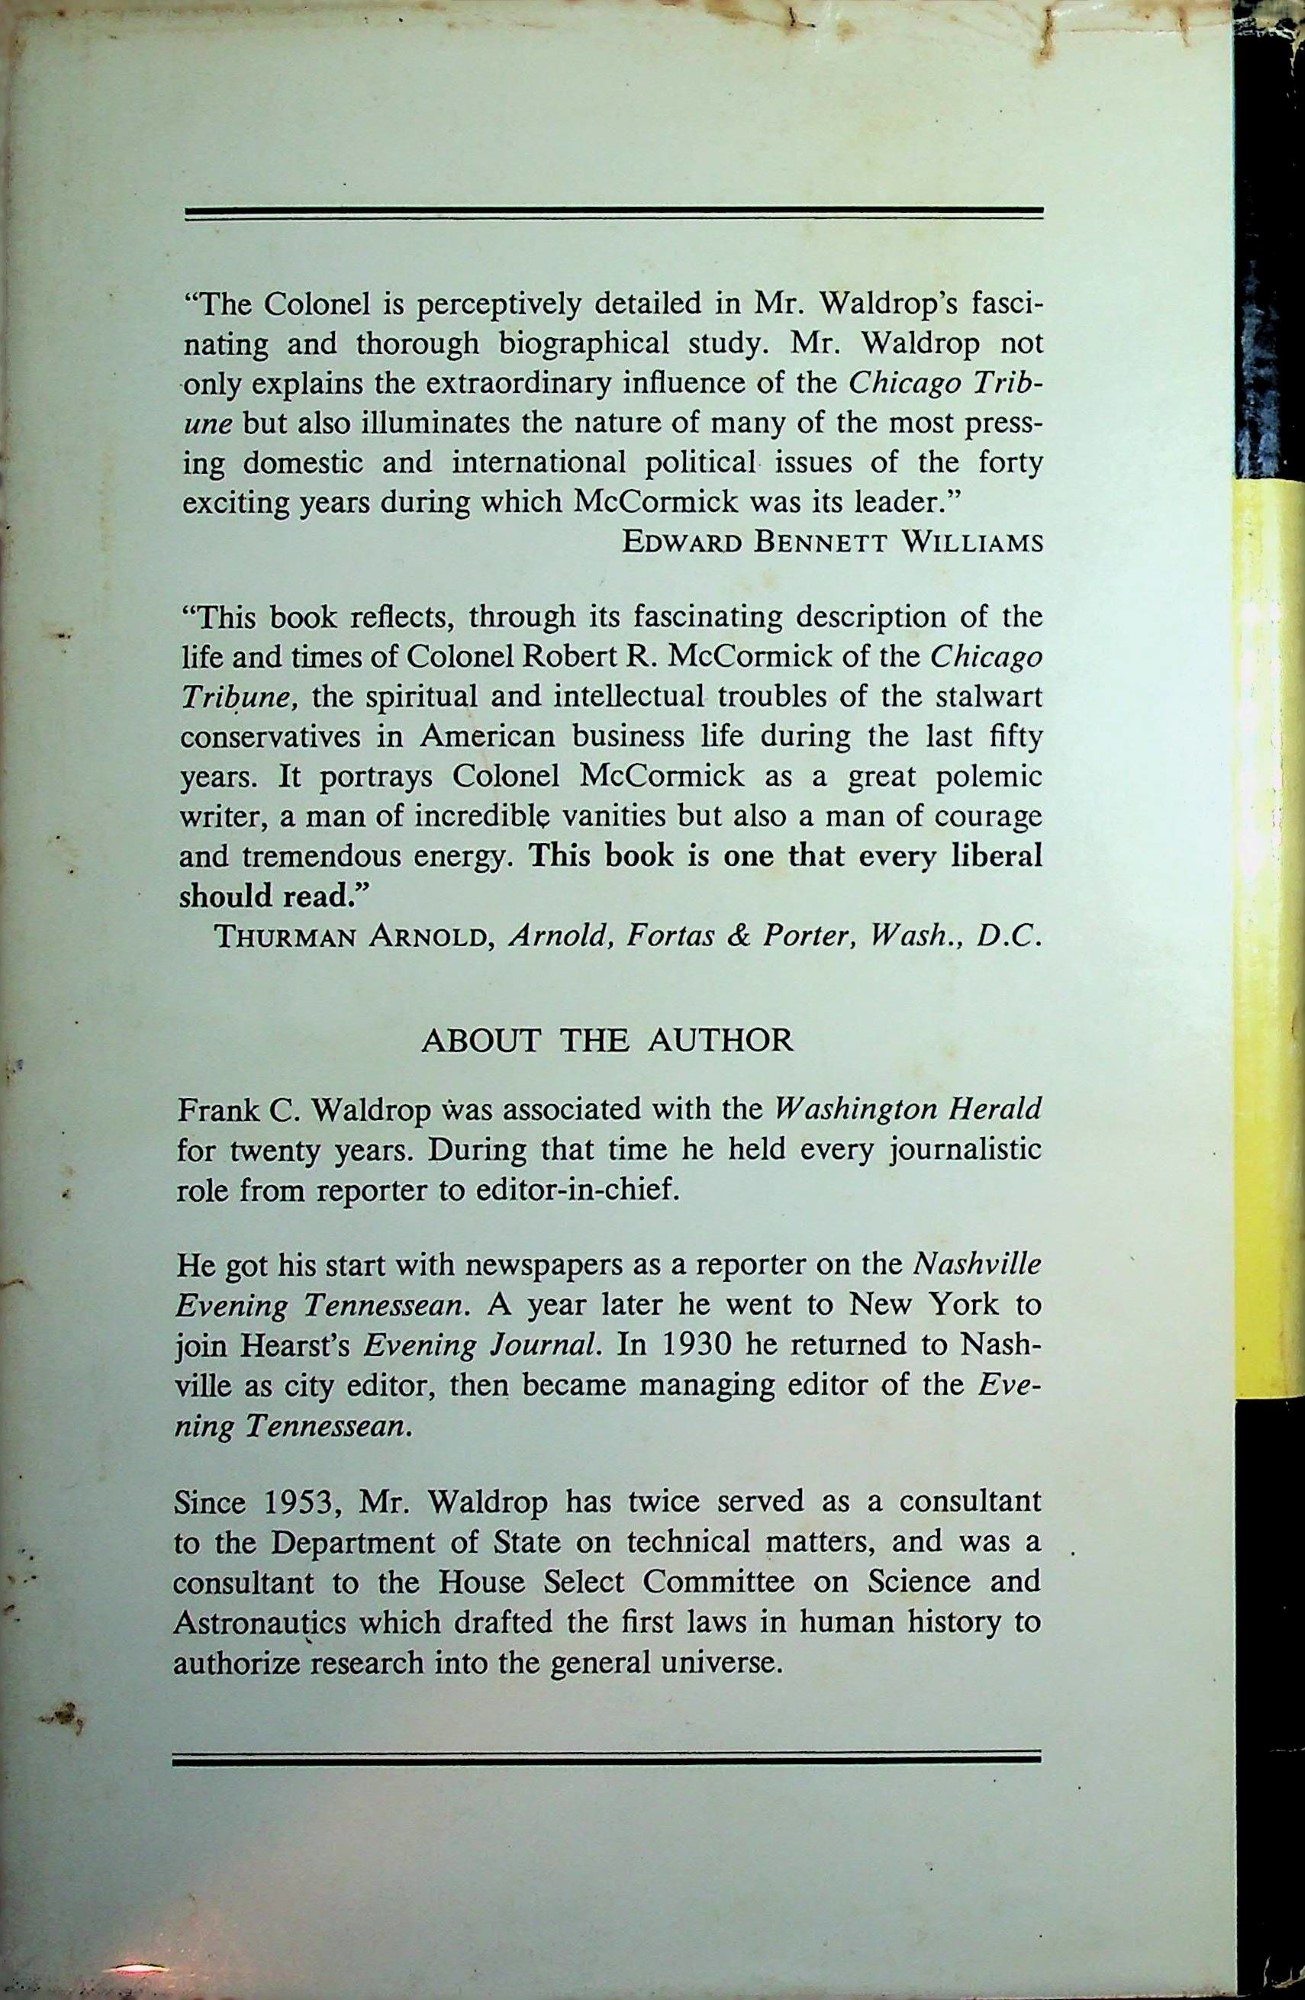 “The Colonel is perceptively detailed in Mr. Waldrop’s fasci-
nating and thorough biographical study. Mr. Waldrop not
only explains the extraordinary influence of the Chicago Trib-
une but also illuminates the nature of many of the most press-
ing domestic and international political issues of the forty
exciting years during which McCormick was its leader.”
EDWARD BENNETT WILLIAMS
“This book reflects, through its fascinating description of the
life and times of Colonel Robert R. McCormick of the Chicago
Tribune, the spiritual and intellectual troubles of the stalwart
conservatives in American business life during the last fifty
years. It portrays Colonel McCormick as a great polemic
writer, a man of incredible vanities but also a man of courage
and tremendous energy. This book is one that every liberal
should read.”
THURMAN ARNOLD, Arnold, Fortas & Porter, Wash., D.C.
ABOUT THE AUTHOR
Frank C. Waldrop was associated with the Washington Herald
for twenty years. During that time he held every journalistic
role from reporter to editor-in-chief.
He got his start with newspapers as a reporter on the Nashville
Evening Tennessean. A year later he went to New York to
join Hearst’s Evening Journal. In 1930 he returned to Nash-
ville as city editor, then became managing editor of the Eve-
ning Tennessean.
Since 1953, Mr. Waldrop has twice served as a consultant
to the Department of State on technical matters, and was a
consultant to the House Select Committee on Science and
Astronautics which drafted the first laws in human history to
authorize research into the general universe.